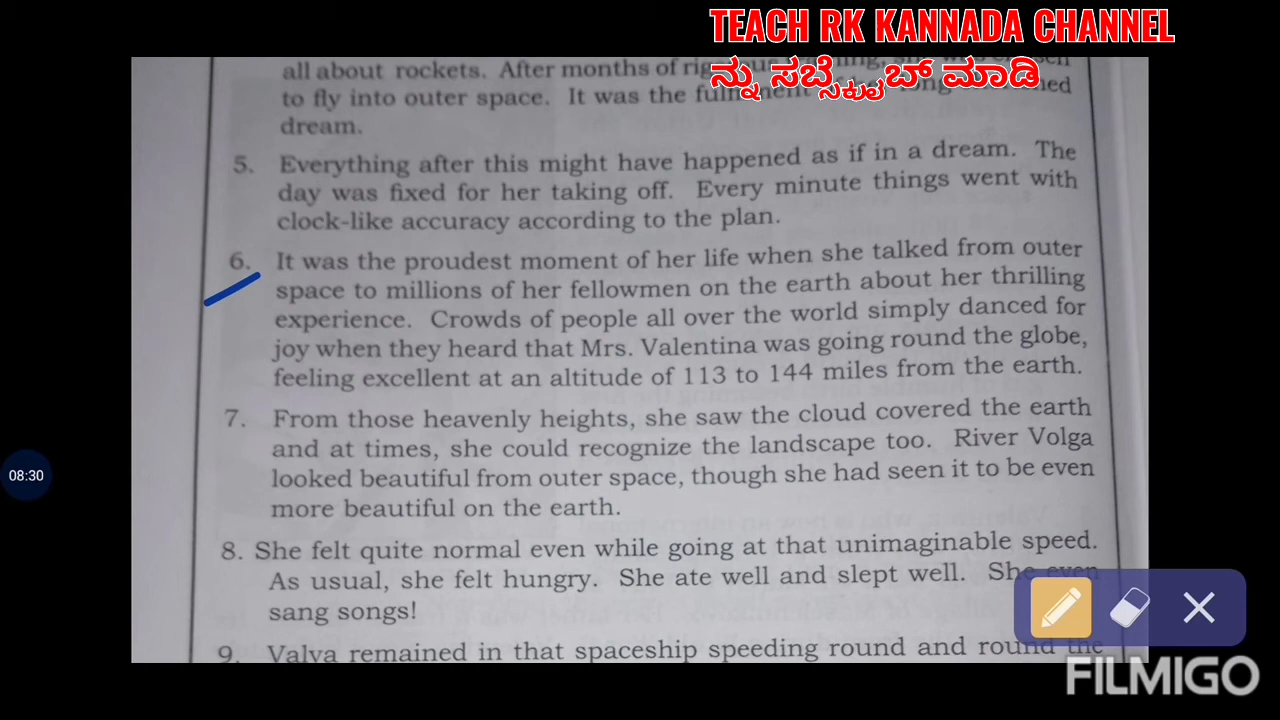 TEACH RK KANNADA CHANNEL
ನ್ನು ಸಬ್ಸ್ಕ್ರೈಬ್ ಮಾಡಿ
all about rockets. After months of
to fly into outer space. It was the
dream.
5. Everything after this might have happened as if in a dream. The
day was fixed for her taking off. Every minute things went with
clock-like accuracy according to the plan.
6. It was the proudest moment of her life when she talked from outer
space to millions of her fellowmen on the earth about her thrilling
experience. Crowds of people all over the world simply danced for
joy when they heard that Mrs. Valentina was going round the globe,
feeling excellent at an altitude of 113 to 144 miles from the earth.
08:30
7. From those heavenly heights, she saw the cloud covered the earth
and at times, she could recognize the landscape too. River Volga
looked beautiful from outer space, though she had seen it to be even
more beautiful on the earth.
8. She felt quite normal even while going at that unimaginable speed.
As usual, she felt hungry. She ate well and slept well. She even
sang songs!
9. Valya remained in that spaceship speeding round and round the
FILMIGO